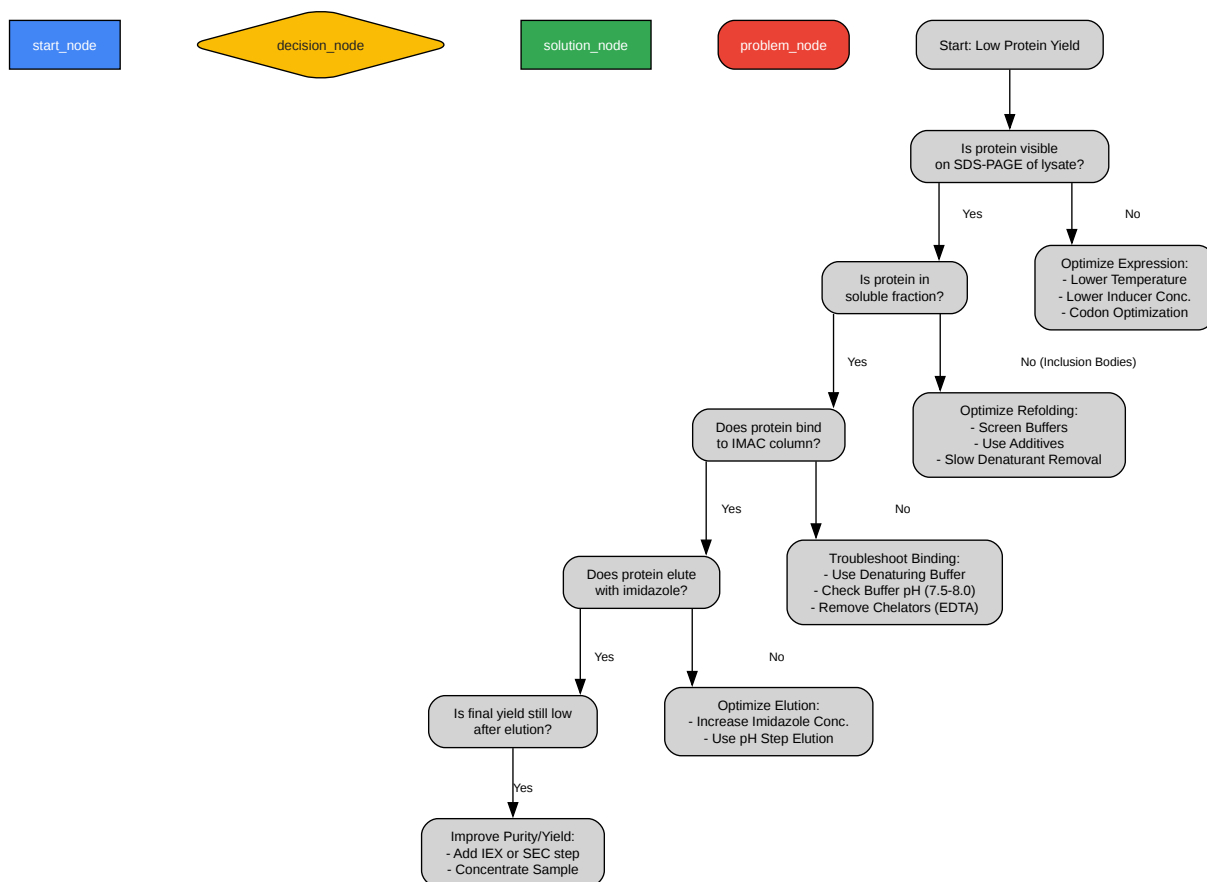 start_node
decision_node
solution_node
problem_node
Start: Low Protein Yield
Is protein visible
on SDS-PAGE of lysate?
Yes
No
Is protein in
soluble fraction?
Optimize Expression:
- Lower Temperature
- Lower Inducer Conc.
- Codon Optimization
Yes
No (Inclusion Bodies)
Does protein bind
to IMAC column?
Optimize Refolding:
- Screen Buffers
- Use Additives
- Slow Denaturant Removal
Yes
No
Does protein elute
with imidazole?
Troubleshoot Binding:
- Use Denaturing Buffer
- Check Buffer pH (7.5-8.0)
- Remove Chelators (EDTA)
Yes
No
Is final yield still low
after elution?
Optimize Elution:
- Increase Imidazole Conc.
- Use pH Step Elution
Yes
Improve Purity/Yield:
- Add IEX or SEC step
- Concentrate Sample